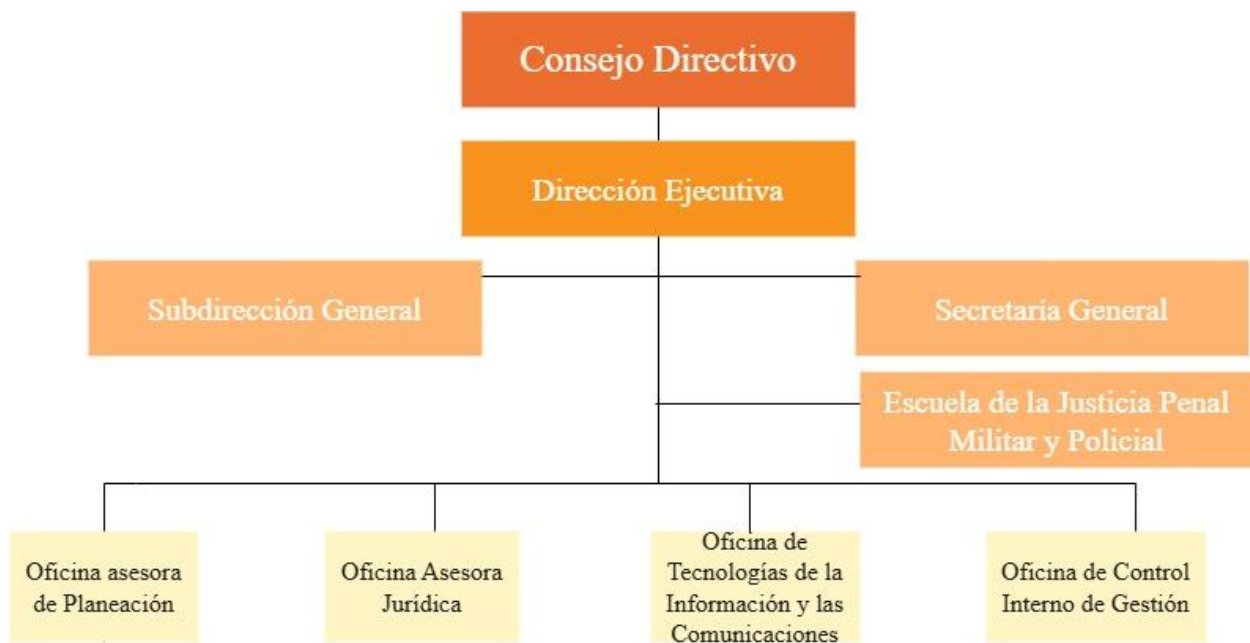 Consejo Directivo
Dirección Ejecutiva
Subdirección General
Secretaría General
Escuela de la Justicia Penal
Militar y Policial
Oficina asesora
de Planeación
Oficina Asesora
Jurídica
Oficina de
Tecnologías de la
Información y las
Comunicaciones
Oficina de Control
Interno de Gestión